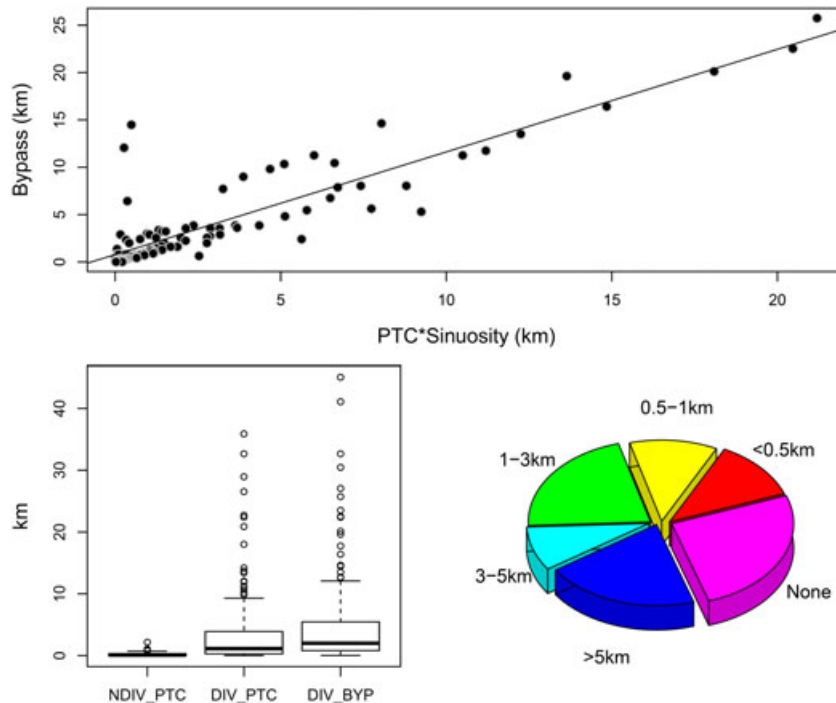 Bypass (km)
25
20
15
10
5
0
0 5 10 15 20
PTC*Sinuosity (km)
km
40
30
20
10
0
NDIV_PTC DIV_PTC DIV_BYP
0.5−1km
<0.5km
1−3km
3−5km
None
>5km